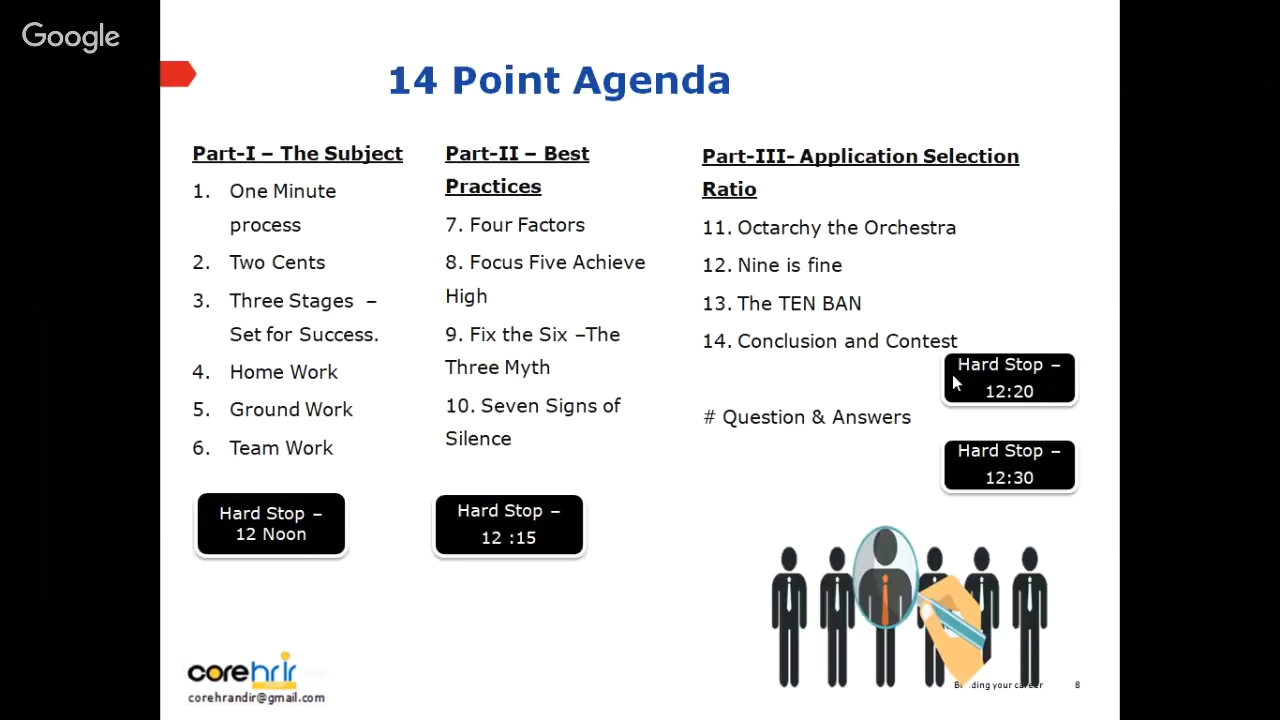 Google
14 Point Agenda
Part-I – The Subject
1. One Minute
process
2. Two Cents
3. Three Stages –
Set for Success.
4. Home Work
5. Ground Work
6. Team Work
Hard Stop –
12 Noon
Part-II – Best
Practices
7. Four Factors
8. Focus Five Achieve
High
9. Fix the Six –The
Three Myth
10. Seven Signs of
Silence
Hard Stop –
12 :15
Part-III- Application Selection
Ratio
11. Octarchy the Orchestra
12. Nine is fine
13. The TEN BAN
14. Conclusion and Contest
Hard Stop –
12:20
# Question & Answers
Hard Stop –
12:30
corehr ir
corehrandir@gmail.com
your career
8